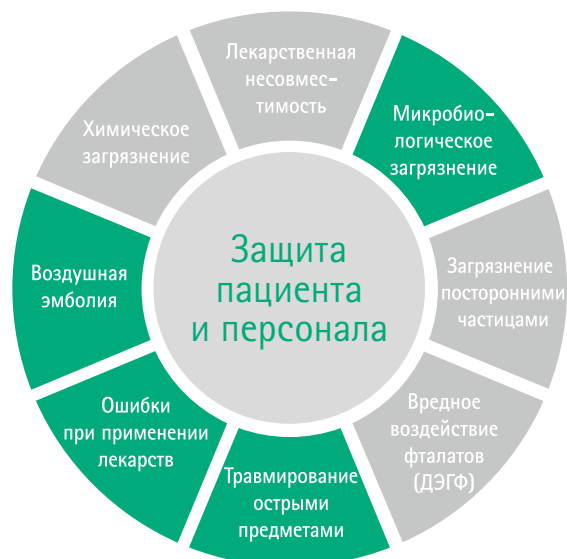 Лекарственная
несовмес-
тимость
Микробио-
логическое
загрязнение
Загрязнение
посторонними
частицами
Вредное
воздействие
фталатов
(ДЭГФ)
Травмирование
острыми
предметами
Ошибки
при применении
лекарств
Воздушная
эмболия
Химическое
загрязнение
Защита
пациента
и персонала